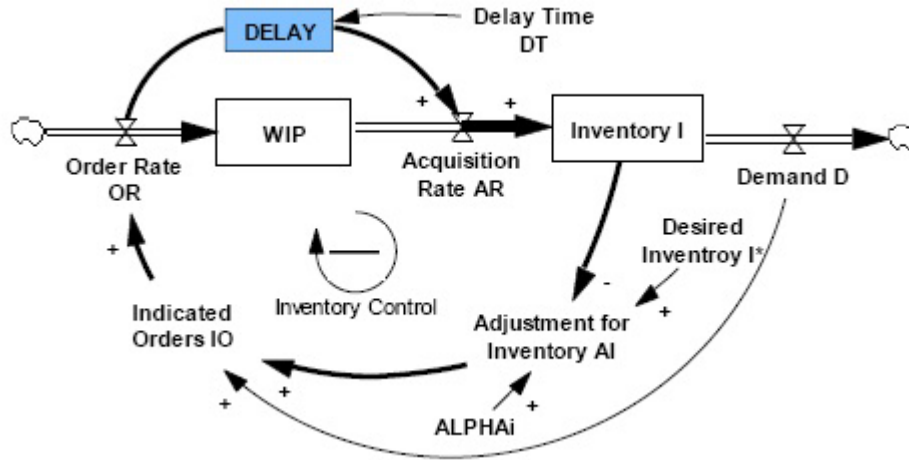 DELAY
Delay Time
DT
+
+
WIP
Inventory I
Order Rate
OR
Acquisition
Rate AR
Demand D
+
Desired
Inventroy I*
Inventory Control
-
+
Indicated
Orders IO
Adjustment for
Inventory AI
+
+
+
ALPHAi